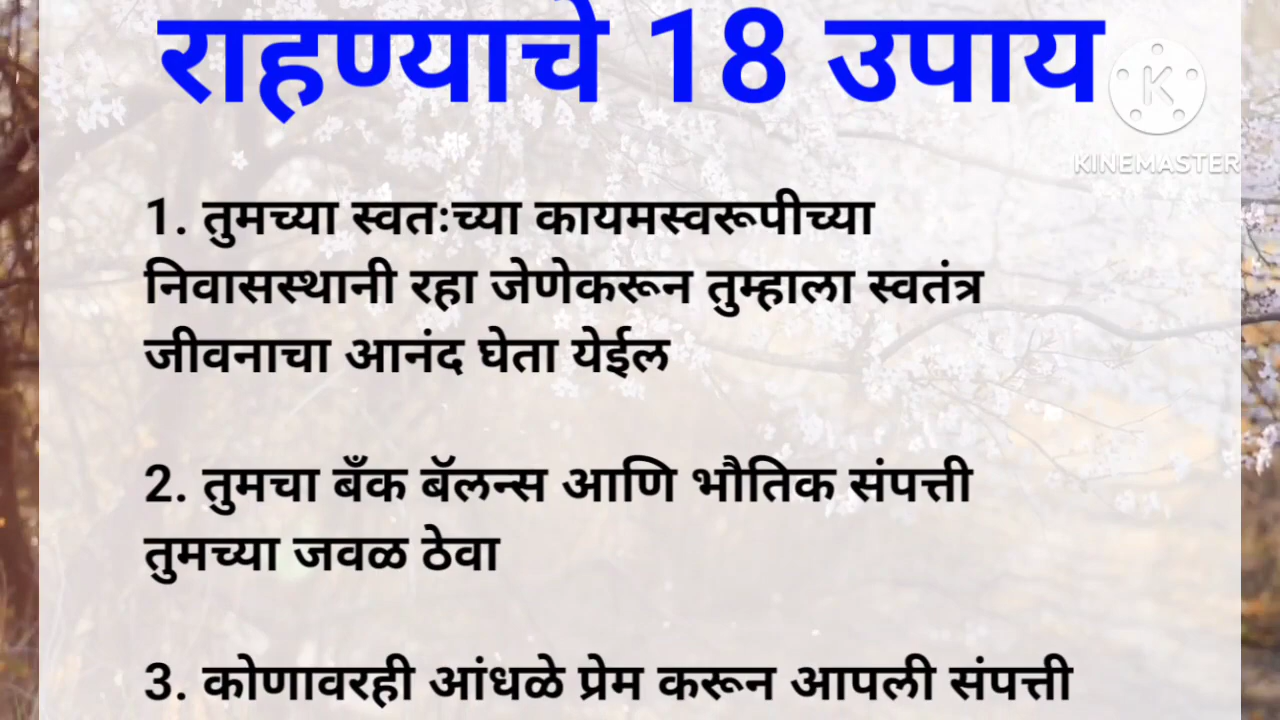 राहण्याचे 18 उपाय
KINEMASTER
1. तुमच्या स्वतःच्या कायमस्वरूपीच्या
निवासस्थानी रहा जेणेकरून तुम्हाला स्वतंत्र
जीवनाचा आनंद घेता येईल
2. तुमचा बँक बॅलन्स आणि भौतिक संपत्ती
तुमच्या जवळ ठेवा
3. कोणावरही आंधळे प्रेम करून आपली संपत्ती